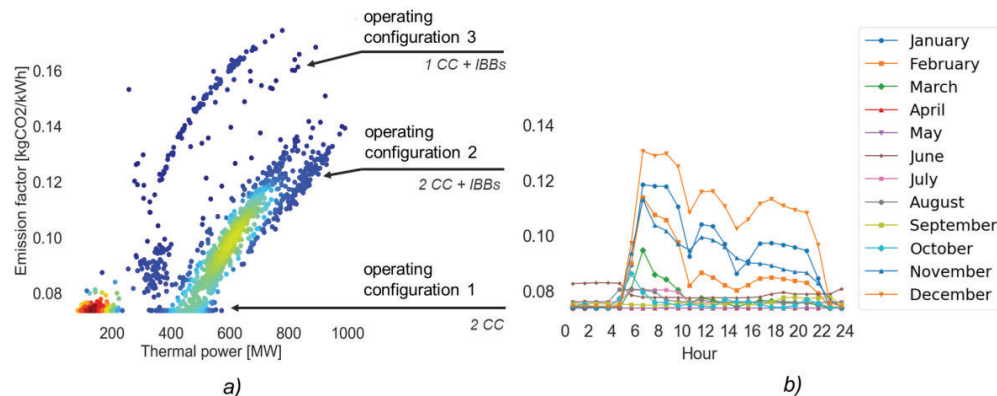 operating
configuration 3
1 CC + IBBs
operating
configuration 2
2 CC + IBBs
operating
configuration 1
2 CC
Emission factor [kgCO2/kWh]
0.16
0.14
0.12
0.10
0.08
200 400 600 800 1000
Thermal power [MW]
a)
0.14
0.12
0.10
0.08
0 2 4 6 8 10 12 14 16 18 20 22 24
Hour
b)
January
February
March
April
May
June
July
August
September
October
November
December